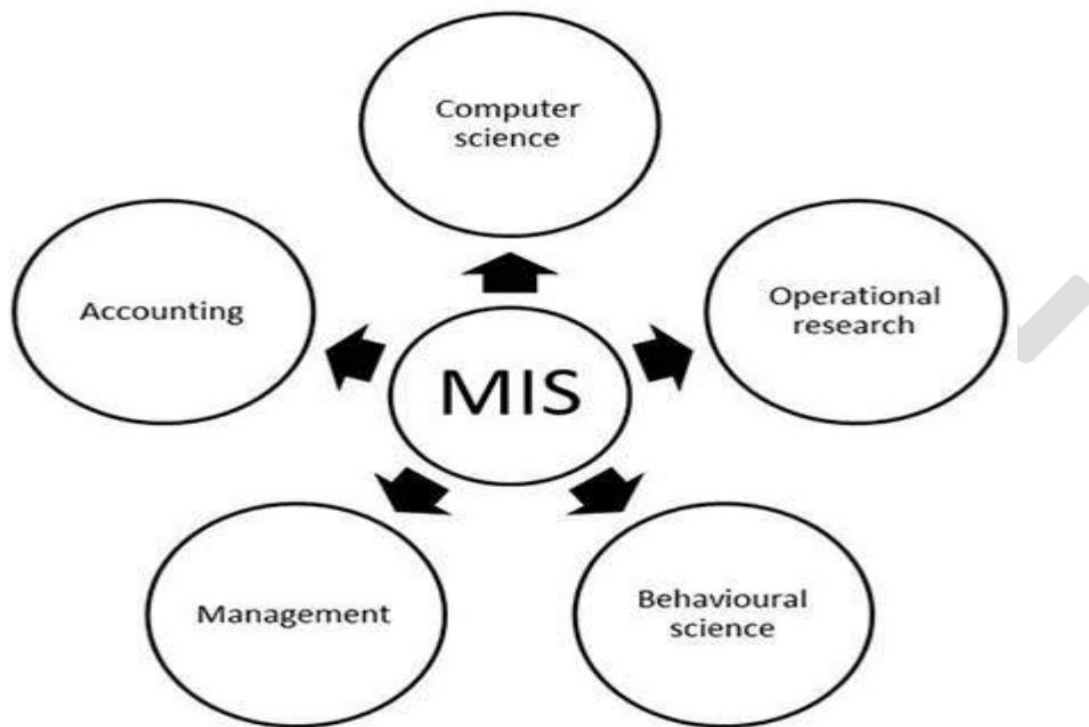 Computer
science
Accounting
Operational
research
MIS
Management
Behavioural
science